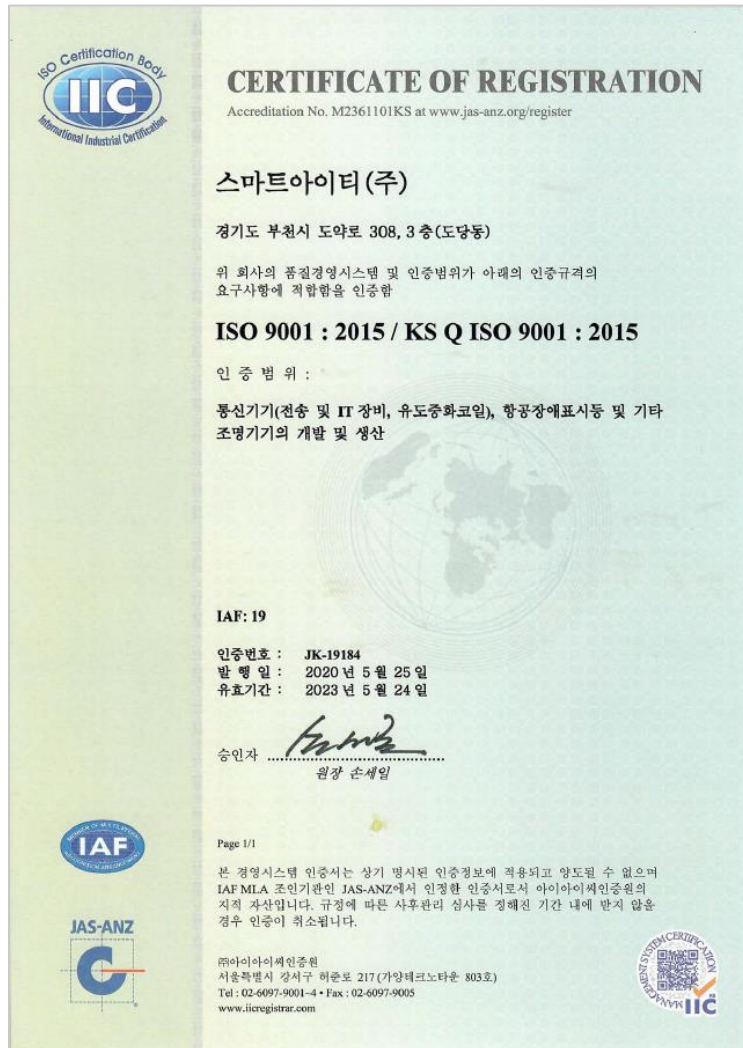 ISO Certification Body
IIC
International Industrial Certification
CERTIFICATE OF REGISTRATION
Accreditation No. M2361101KS at www.jas-anz.org/register
스마트아이티(주)
경기도 부천시 도약로 308, 3층(도당동)
위 회사의 품질경영시스템 및 인증범위가 아래의 인증규격의
요구사항에 적합함을 인증함
ISO 9001 : 2015 / KS Q ISO 9001 : 2015
인 증 범 위 :
통신기기(전송 및 IT 장비, 유도중화코일), 항공장애표시등 및 기타
조명기기의 개발 및 생산
IAF: 19
인증번호 : JK-19184
발 행 일 : 2020 년 5 월 25 일
유효기간 : 2023 년 5 월 24 일
승인자
원장 손세일
MEMBER OF MULTILATERAL
RECOGNITION ARRANGEMENT
IAF
Page 1/1
본 경영시스템 인증서는 상기 명시된 인증정보에 적용되고 양도될 수 없으며
IAF MLA 조인기관인 JAS-ANZ에서 인정한 인증서로서 아이아이씨인증원의
지적 자산입니다. 규정에 따른 사후관리 심사를 정해진 기간 내에 받지 않을
경우 인증이 취소됩니다.
JAS-ANZ
㈜아이아이씨인증원
서울특별시 강서구 허준로 217 (가양테크노타운 803호)
Tel : 02-6097-9001~4 • Fax : 02-6097-9005
www.iicregistrar.com
MANAGEMENT SYSTEM CERTIFICATION
IIC